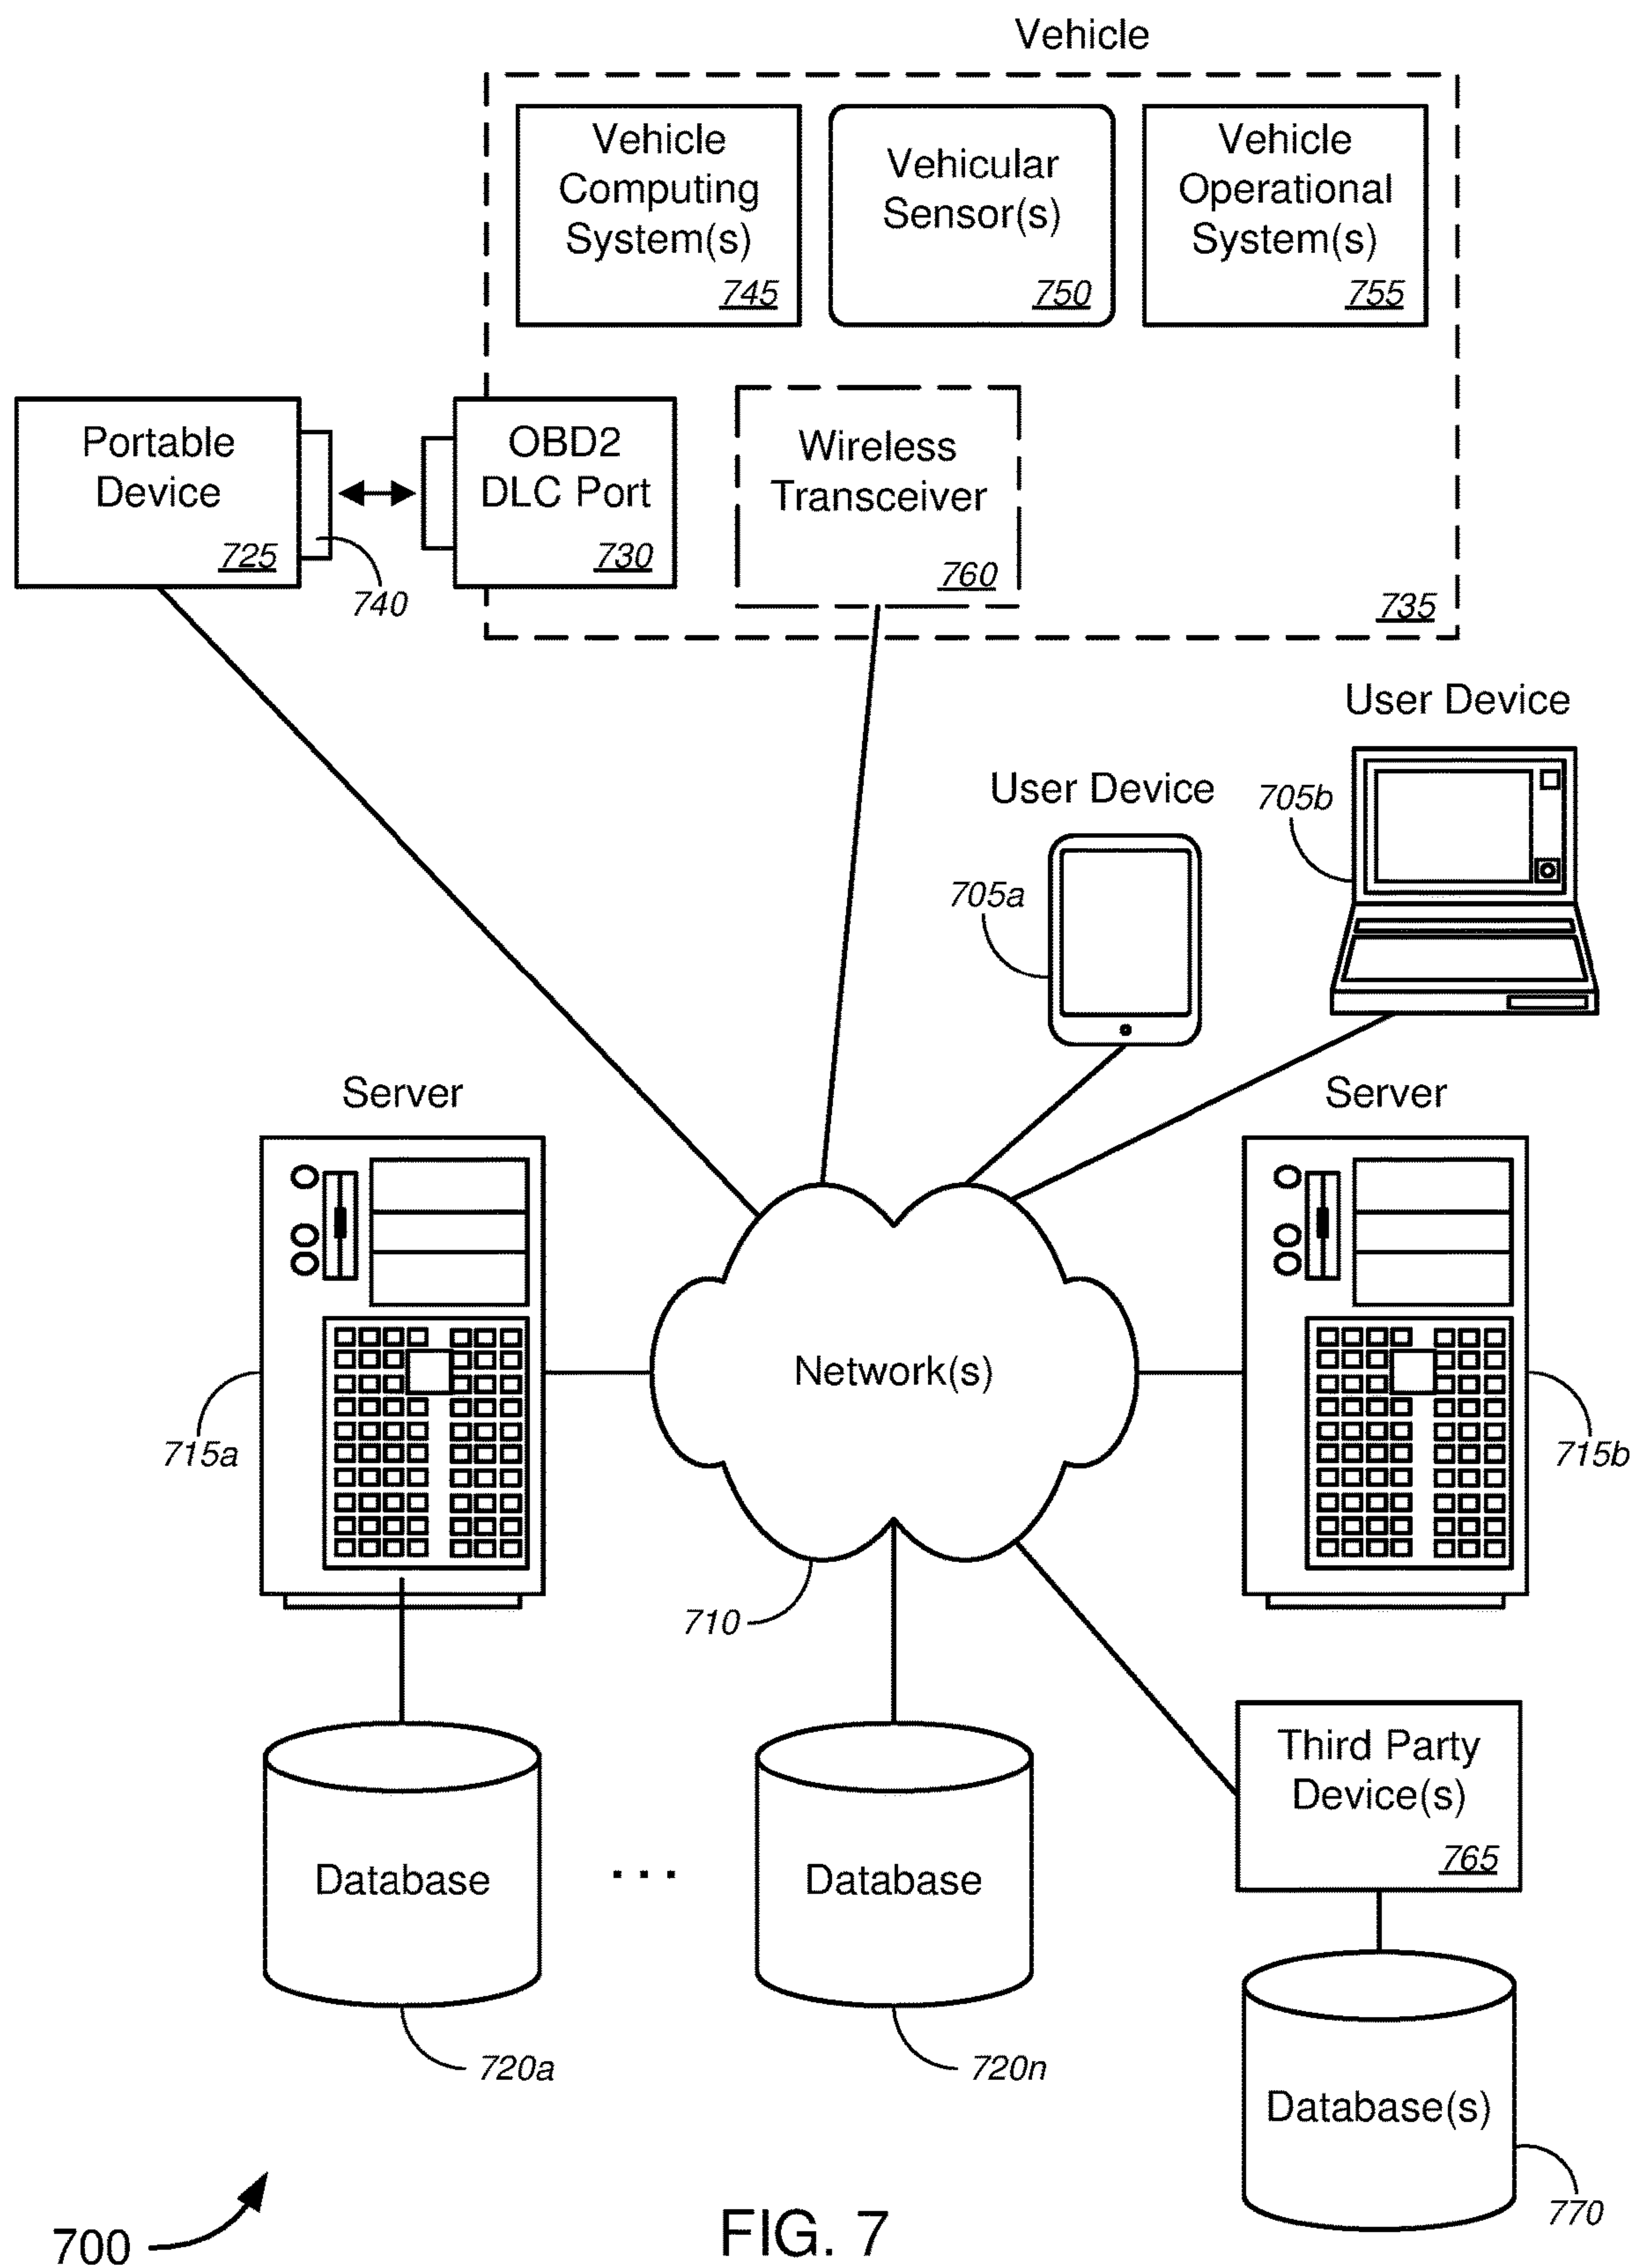 Vehicle
Vehicle
Computing
System(s)
745
Vehicular
Sensor(s)
750
Vehicle
Operational
System(s)
755
Portable
Device
725
740
OBD2
DLC Port
730
Wireless
Transceiver
760
735
User Device
705b
User Device
705a
Server
715a
Server
715b
Network(s)
710
Third Party
Device(s)
765
Database
720a
...
Database
720n
Database(s)
770
700
FIG. 7